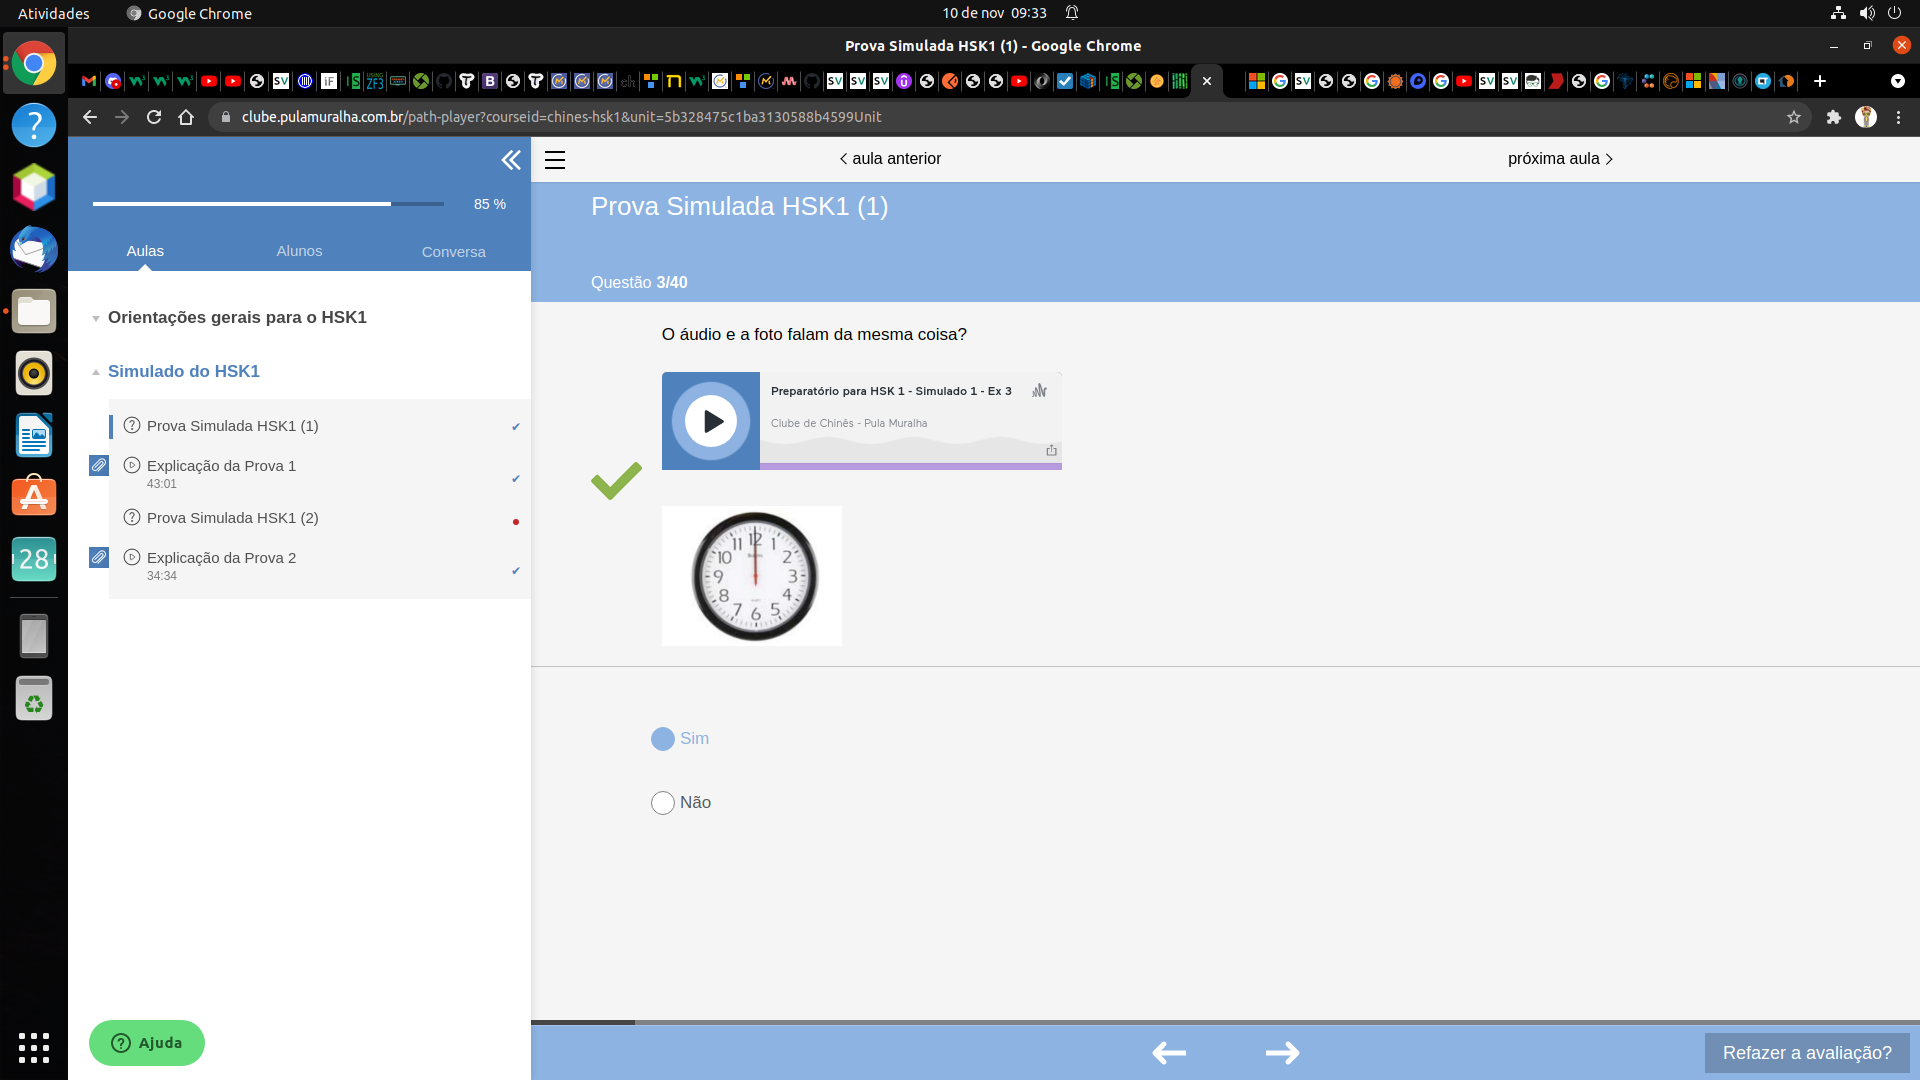 Atividades
Google Chrome
10 de nov 09:33
Prova Simulada HSK1 (1) - Google Chrome
clube.pulamuralha.com.br/path-player?courseid=chines-hsk1&unit=5b328475c1ba3130588b4599Unit
85 %
Aulas
Alunos
Conversa
Orientações gerais para o HSK1
Simulado do HSK1
Prova Simulada HSK1 (1)
Explicação da Prova 1
43:01
Prova Simulada HSK1 (2)
Explicação da Prova 2
34:34
Ajuda
28
aula anterior
próxima aula
Prova Simulada HSK1 (1)
Questão 3/40
O áudio e a foto falam da mesma coisa?
Preparatório para HSK 1 - Simulado 1 - Ex 3
Clube de Chinês - Pula Muralha
12
1
2
3
4
5
6
7
8
9
10
11
Sim
Não
Refazer a avaliação?